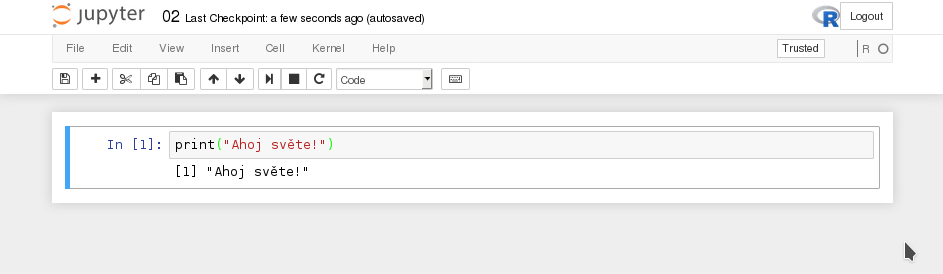 jupyter 02 Last Checkpoint: a few seconds ago (autosaved) R Logout
File Edit View Insert Cell Kernel Help Trusted R
Code
In [1]: print("Ahoj světe!")
[1] "Ahoj světe!"